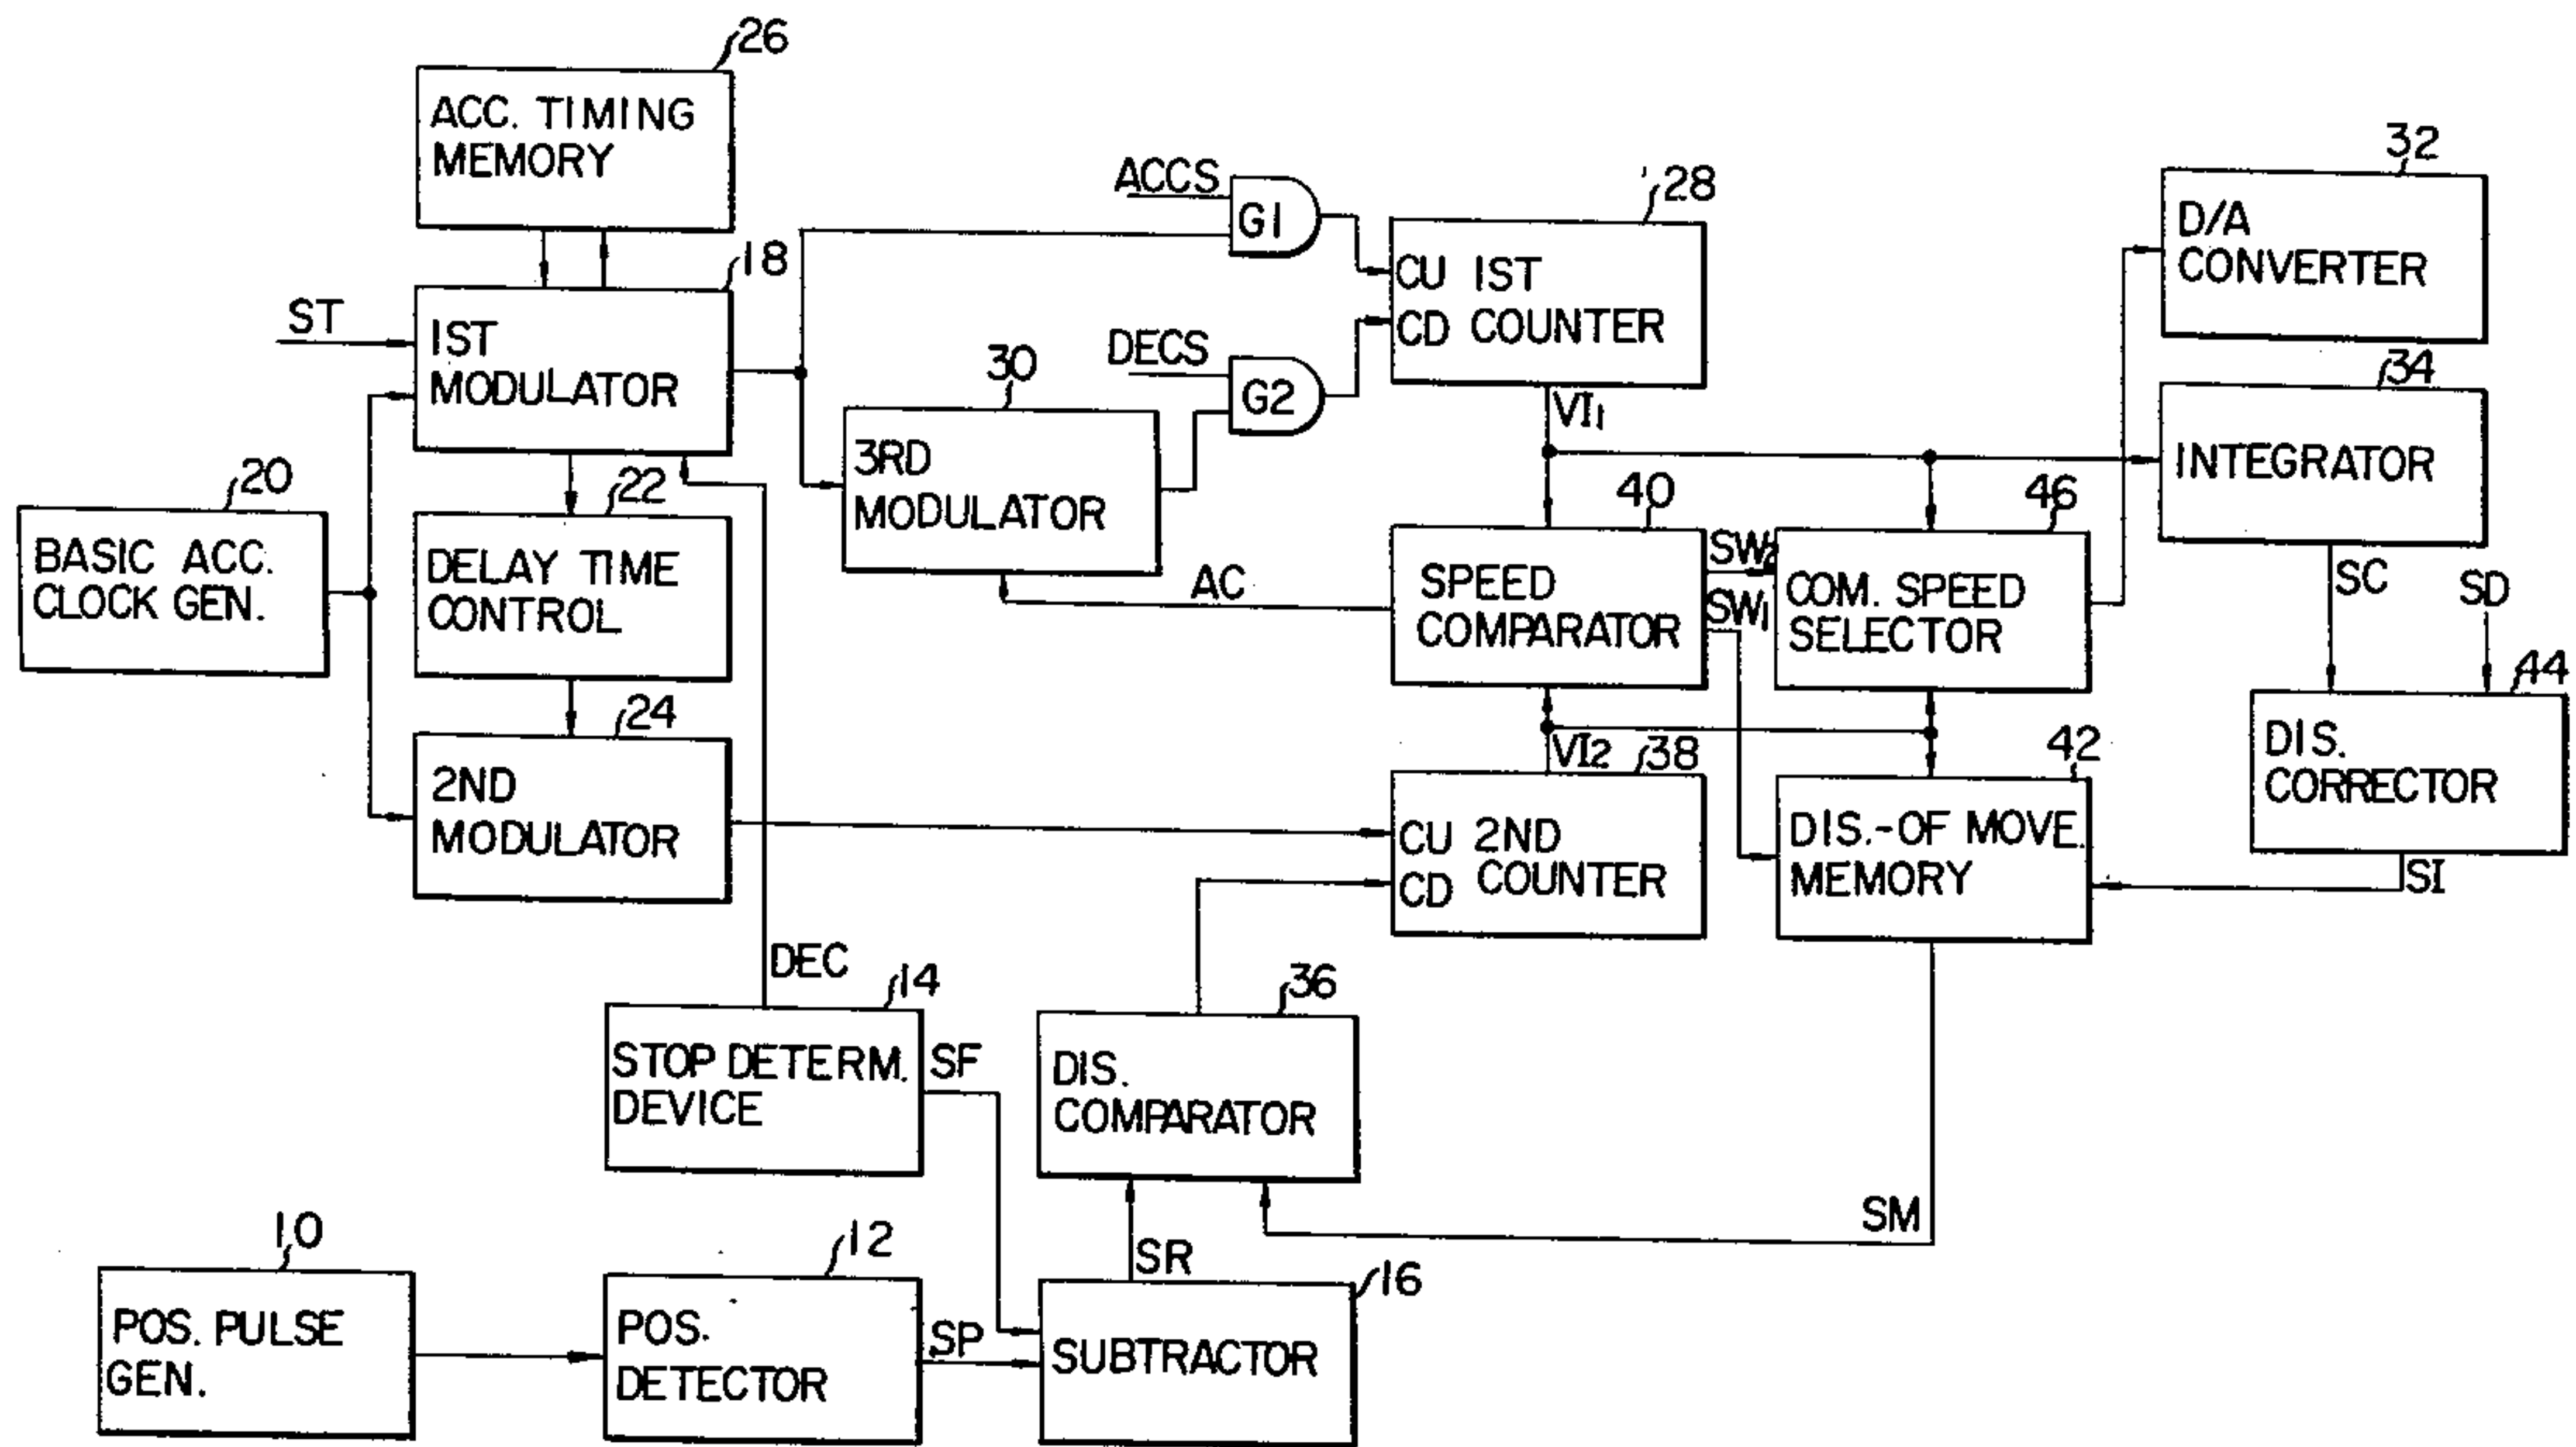 26
ACC. TIMING
MEMORY
18
ST
1ST
MODULATOR
20
BASIC ACC.
CLOCK GEN.
22
DELAY TIME
CONTROL
24
2ND
MODULATOR
ACCS
G1
DECS
G2
30
3RD
MODULATOR
28
CU 1ST
CD COUNTER
VI1
32
D/A
CONVERTER
34
INTEGRATOR
40
SPEED
COMPARATOR
AC
SW2
SW1
46
COM. SPEED
SELECTOR
SC
SD
44
DIS.
CORRECTOR
SI
VI2
38
CU 2ND
CD COUNTER
42
DIS.-OF MOVE.
MEMORY
DEC
14
STOP DETERM.
DEVICE
SF
36
DIS.
COMPARATOR
SM
SR
10
POS. PULSE
GEN.
12
POS.
DETECTOR
SP
16
SUBTRACTOR